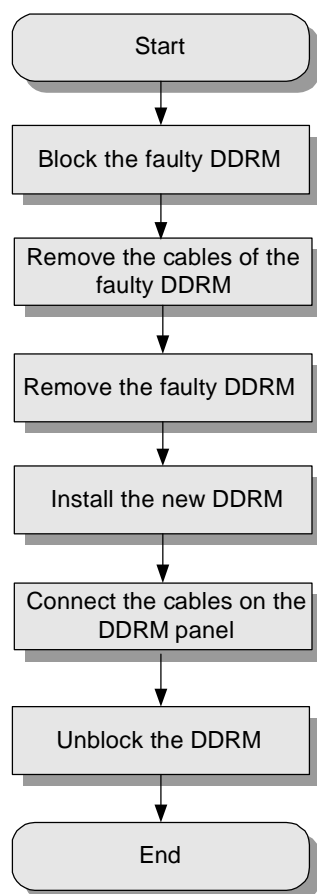 Start
Block the faulty DDRM
Remove the cables of the
faulty DDRM
Remove the faulty DDRM
Install the new DDRM
Connect the cables on the
DDRM panel
Unblock the DDRM
End